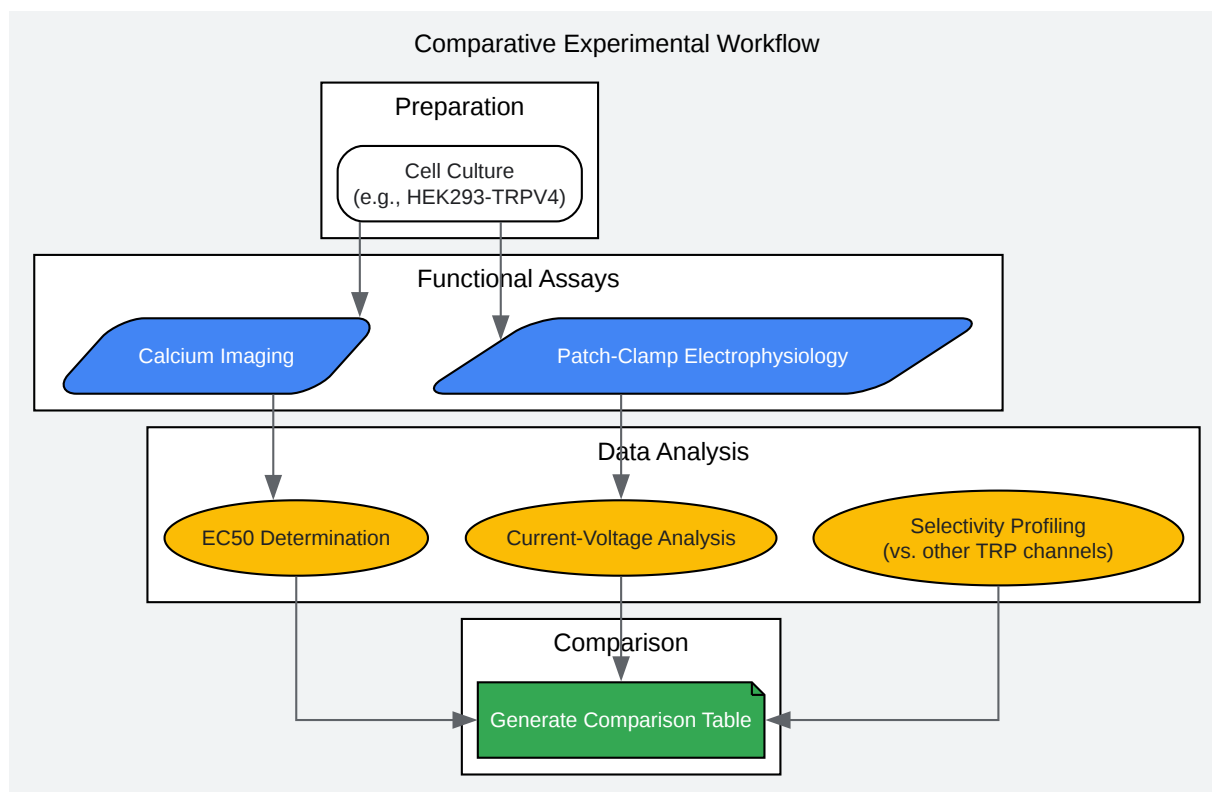 Comparative Experimental Workflow
Preparation
Cell Culture
(e.g., HEK293-TRPV4)
Functional Assays
Calcium Imaging
Patch-Clamp Electrophysiology
Data Analysis
EC50 Determination
Current-Voltage Analysis
Selectivity Profiling
(vs. other TRP channels)
Comparison
Generate Comparison Table